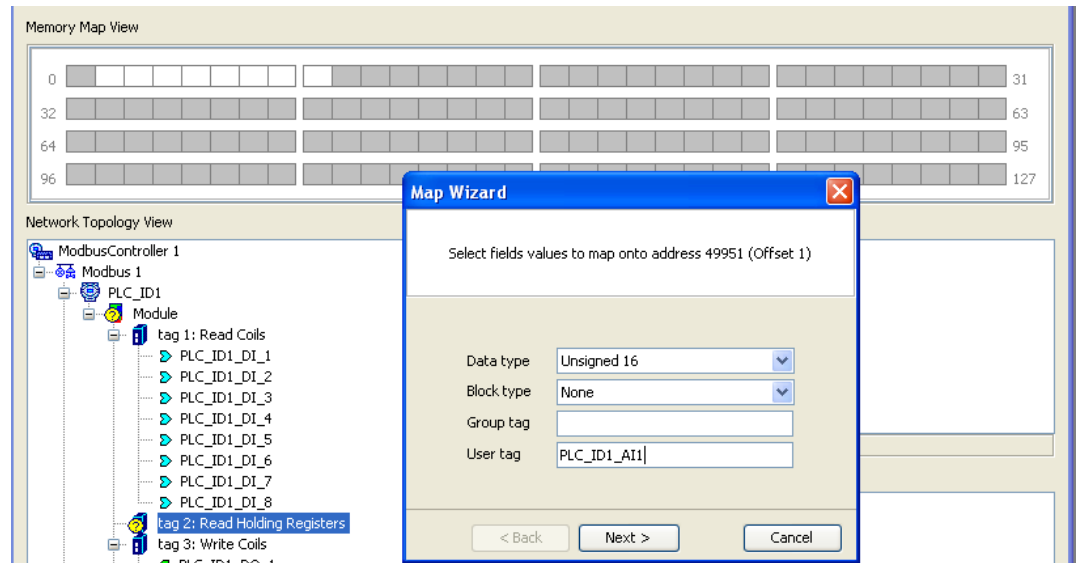 Memory Map View
0 31
32 63
64 95
96 127
Network Topology View
ModbusController 1
Modbus 1
PLC_ID1
Module
tag 1: Read Coils
PLC_ID1_DI_1
PLC_ID1_DI_2
PLC_ID1_DI_3
PLC_ID1_DI_4
PLC_ID1_DI_5
PLC_ID1_DI_6
PLC_ID1_DI_7
PLC_ID1_DI_8
tag 2: Read Holding Registers
tag 3: Write Coils
PLC_ID1_DO_1
Map Wizard
Select fields values to map onto address 49951 (Offset 1)
Data type Unsigned 16
Block type None
Group tag
User tag PLC_ID1_AI1
< Back Next > Cancel